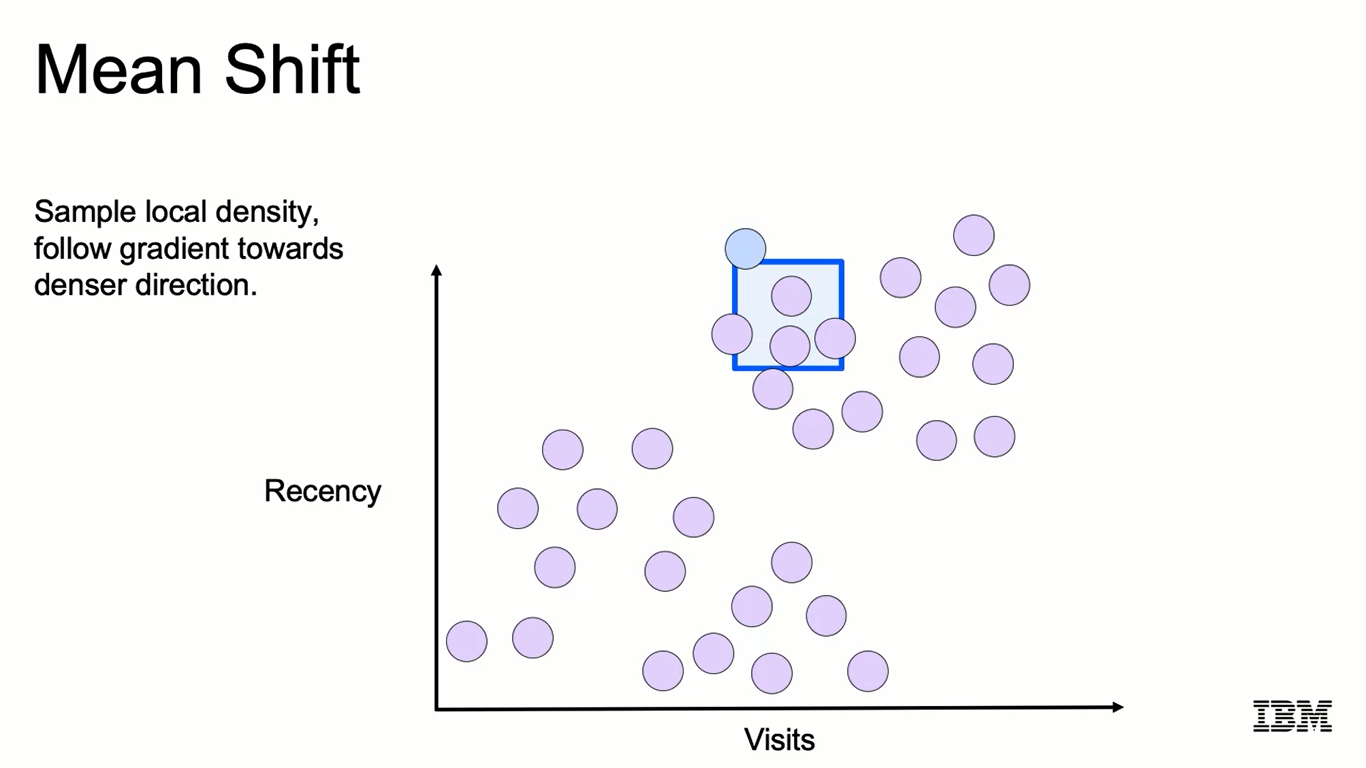 Mean Shift
Sample local density,
follow gradient towards
denser direction.
Recency
Visits
IBM